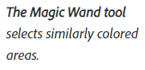 The Magic Wand tool
selects similarly colored
areas.